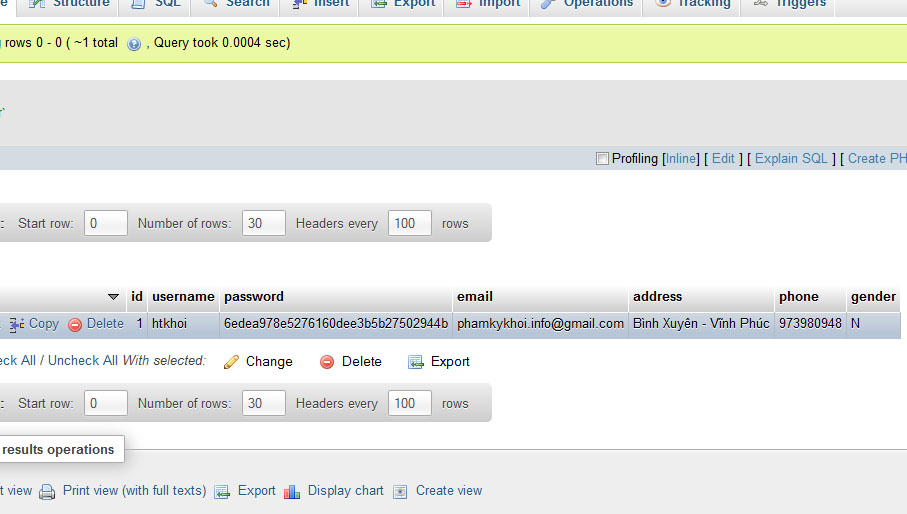 Structure SQL Search Insert Export Import Operations Tracking Triggers
rows 0 - 0 ( ~1 total , Query took 0.0004 sec)
Profiling [Inline] [ Edit ] [ Explain SQL ] [ Create PH
: Start row: 0 Number of rows: 30 Headers every 100 rows
id username password email address phone gender
Copy Delete 1 htkhoi 6edea978e5276160dee3b5b27502944b phamkykhoi.info@gmail.com Bình Xuyên - Vĩnh Phúc 973980948 N
eck All / Uncheck All With selected: Change Delete Export
: Start row: 0 Number of rows: 30 Headers every 100 rows
results operations
t view Print view (with full texts) Export Display chart Create view